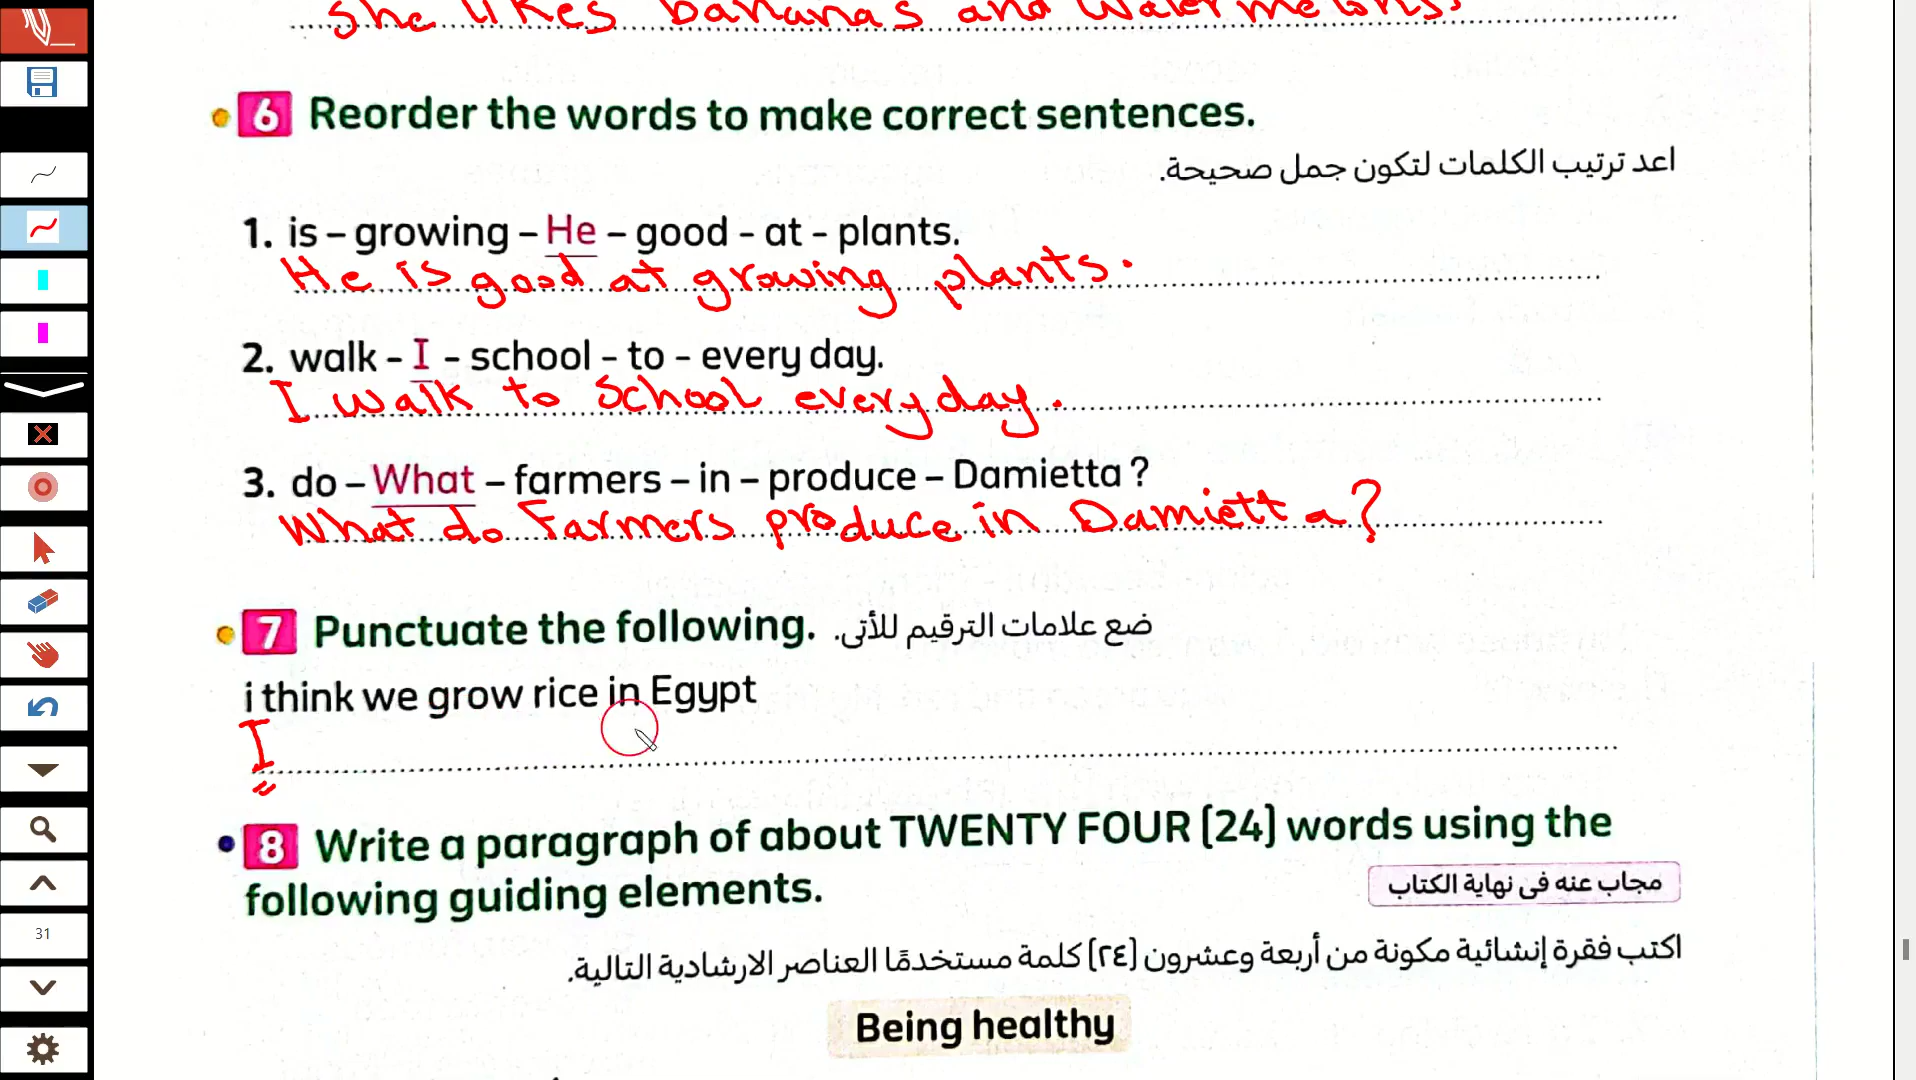 she likes bananas and watermelons.
6 Reorder the words to make correct sentences.
اعد ترتيب الكلمات لتكون جمل صحيحة.
1. is – growing – He – good - at - plants.
He is good at growing plants.
2. walk - I - school - to - every day.
I walk to School every day.
3. do – What – farmers – in – produce – Damietta ?
What do Farmers produce in Damietta?
7 Punctuate the following. ضع علامات الترقيم للأتى.
i think we grow rice in Egypt
I
8 Write a paragraph of about TWENTY FOUR (24) words using the
following guiding elements.
مجاب عنه فى نهاية الكتاب
اكتب فقرة إنشائية مكونة من أربعة وعشرون (٢٤) كلمة مستخدمًا العناصر الارشادية التالية.
Being healthy
31